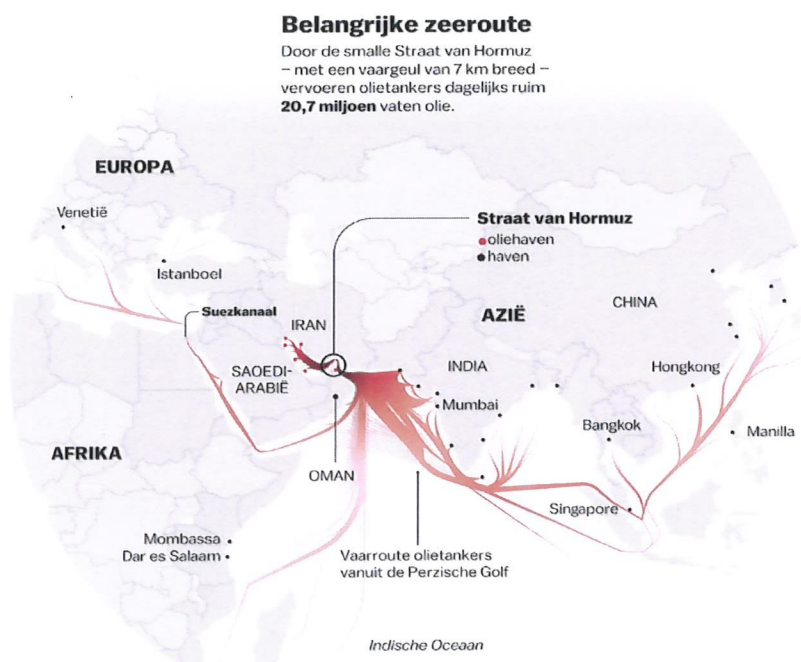 Belangrijke zeeroute
Door de smalle Straat van Hormuz
– met een vaargeul van 7 km breed –
vervoeren olietankers dagelijks ruim
20,7 miljoen vaten olie.
EUROPA
Venetië
Istanboel
Suezkanaal
Straat van Hormuz
oliehaven
haven
IRAN
AZIË
CHINA
SAOEDI-
ARABIË
INDIA
Hongkong
Mumbai
Bangkok
Manilla
AFRIKA
OMAN
Singapore
Mombassa
Dar es Salaam
Vaarroute olietankers
vanuit de Perzische Golf
Indische Oceaan